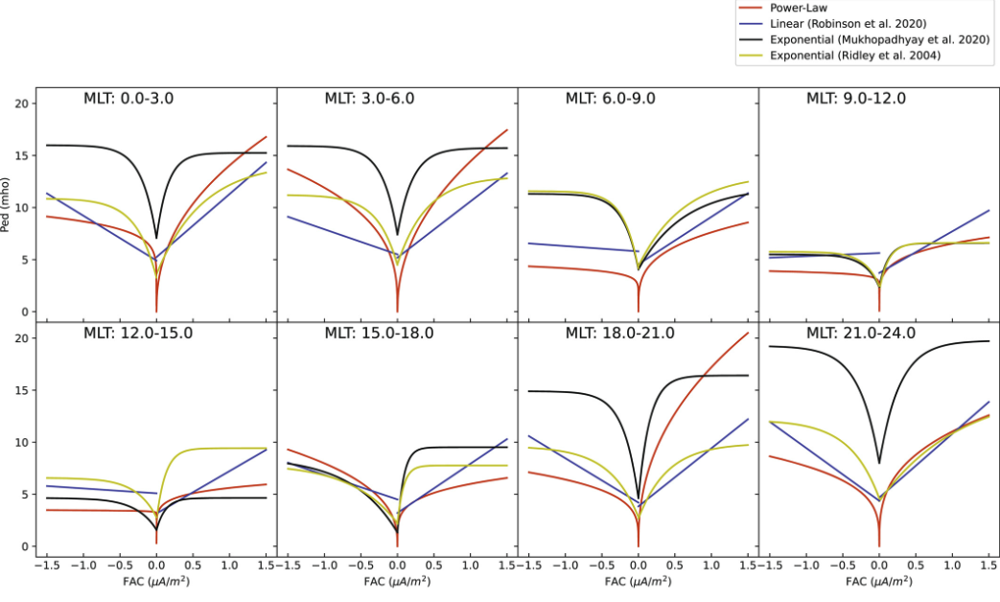 Power-Law
Linear (Robinson et al. 2020)
Exponential (Mukhopadhyay et al. 2020)
Exponential (Ridley et al. 2004)
MLT: 0.0-3.0
MLT: 3.0-6.0
MLT: 6.0-9.0
MLT: 9.0-12.0
20
15
10
5
0
Ped (mho)
MLT: 12.0-15.0
MLT: 15.0-18.0
MLT: 18.0-21.0
MLT: 21.0-24.0
20
15
10
5
0
−1.5 −1.0 −0.5 0.0 0.5 1.0 1.5
−1.0 −0.5 0.0 0.5 1.0 1.5
−1.0 −0.5 0.0 0.5 1.0 1.5
−1.0 −0.5 0.0 0.5 1.0 1.5
FAC (μA/m²)
FAC (μA/m²)
FAC (μA/m²)
FAC (μA/m²)